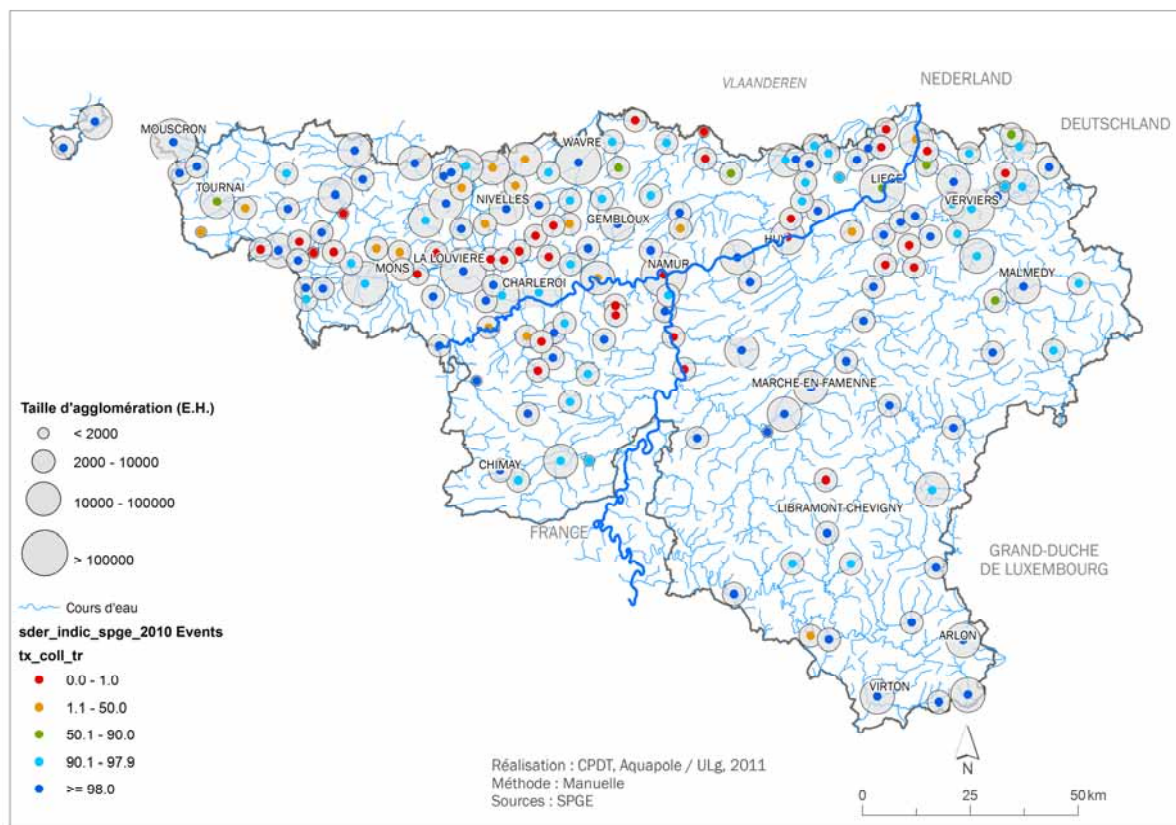 VLAANDEREN
NEDERLAND
DEUTSCHLAND
MOUSCRON
WAVRE
TOURNAI
LIEGE
NIVELLES
VERVIERS
GEMBLOUX
HUY
LA LOUVIERE
MONS
NAMUR
CHARLEROI
MALMEDY
MARCHE-EN-FAMENNE
CHIMAY
LIBRAMONT-CHEVIGNY
FRANCE
GRAND-DUCHE
DE LUXEMBOURG
ARLON
VIRTON
Taille d'agglomération (E.H.)
< 2000
2000 - 10000
10000 - 100000
> 100000
Cours d'eau
sder_indic_spge_2010 Events
tx_coll_tr
0.0 - 1.0
1.1 - 50.0
50.1 - 90.0
90.1 - 97.9
>= 98.0
Réalisation : CPDT, Aquapole / ULg, 2011
Méthode : Manuelle
Sources : SPGE
N
0 25 50 km